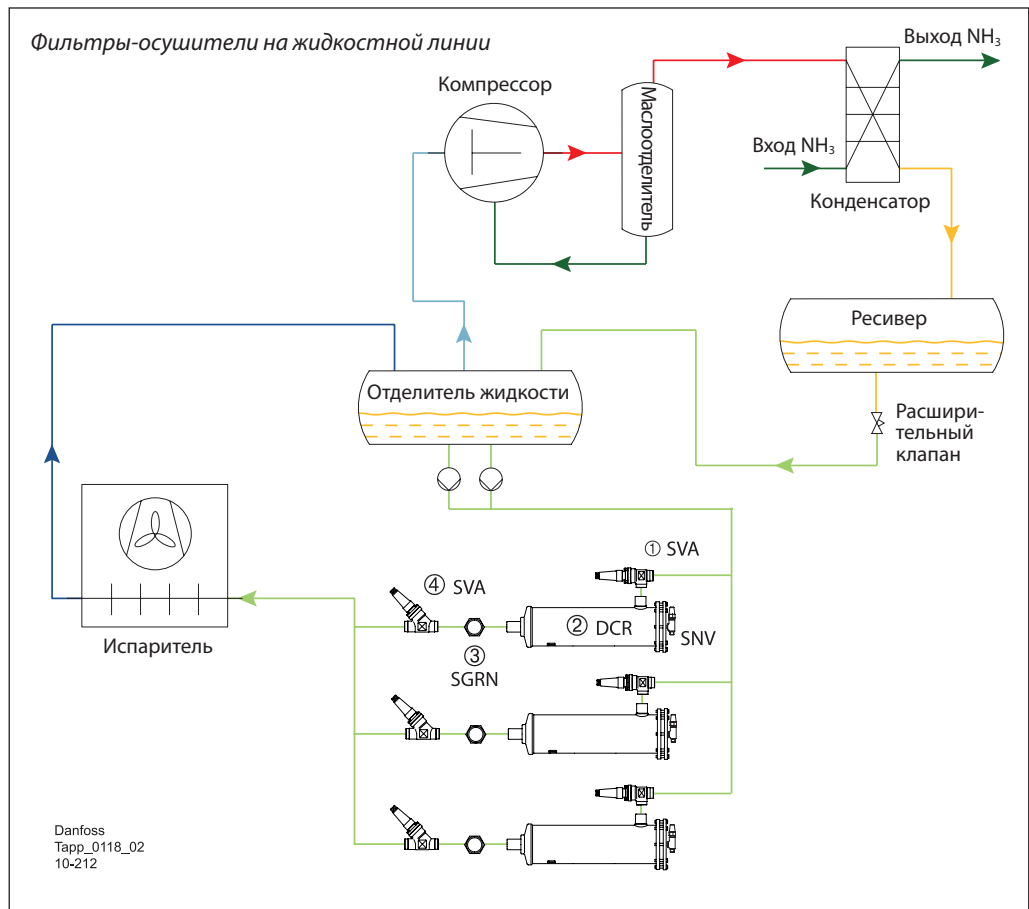 Фильтры-осушители на жидкостной линии
Выход NH₃
Компрессор
Маслоотделитель
Вход NH₃
Конденсатор
Ресивер
Отделитель жидкости
Расшири-
тельный
клапан
① SVA
④ SVA
② DCR
SNV
Испаритель
③
SGRN
Danfoss
Tapp_0118_02
10-212